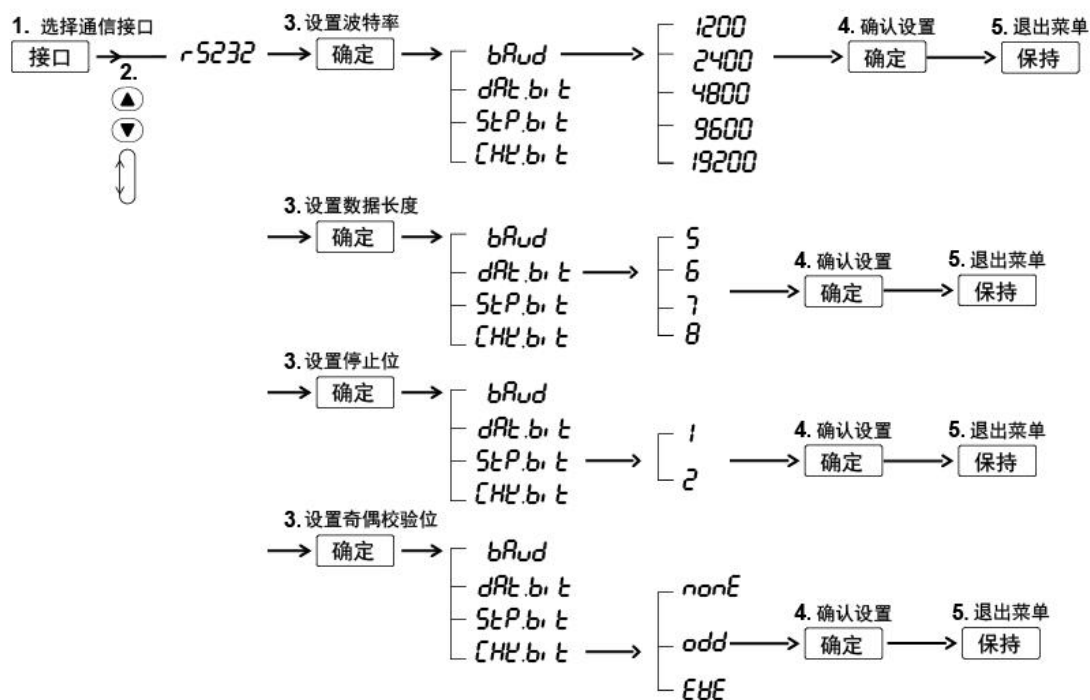 1. 选择通信接口
接口
2.
rS232
3. 设置波特率
确定
bAud
dAt.bit
StP.bit
CHK.bit
1200
2400
4800
9600
19200
4. 确认设置
确定
5. 退出菜单
保持
3. 设置数据长度
确定
bAud
dAt.bit
StP.bit
CHK.bit
5
6
7
8
4. 确认设置
确定
5. 退出菜单
保持
3. 设置停止位
确定
bAud
dAt.bit
StP.bit
CHK.bit
1
2
4. 确认设置
确定
5. 退出菜单
保持
3. 设置奇偶校验位
确定
bAud
dAt.bit
StP.bit
CHK.bit
nonE
odd
EVE
4. 确认设置
确定
5. 退出菜单
保持